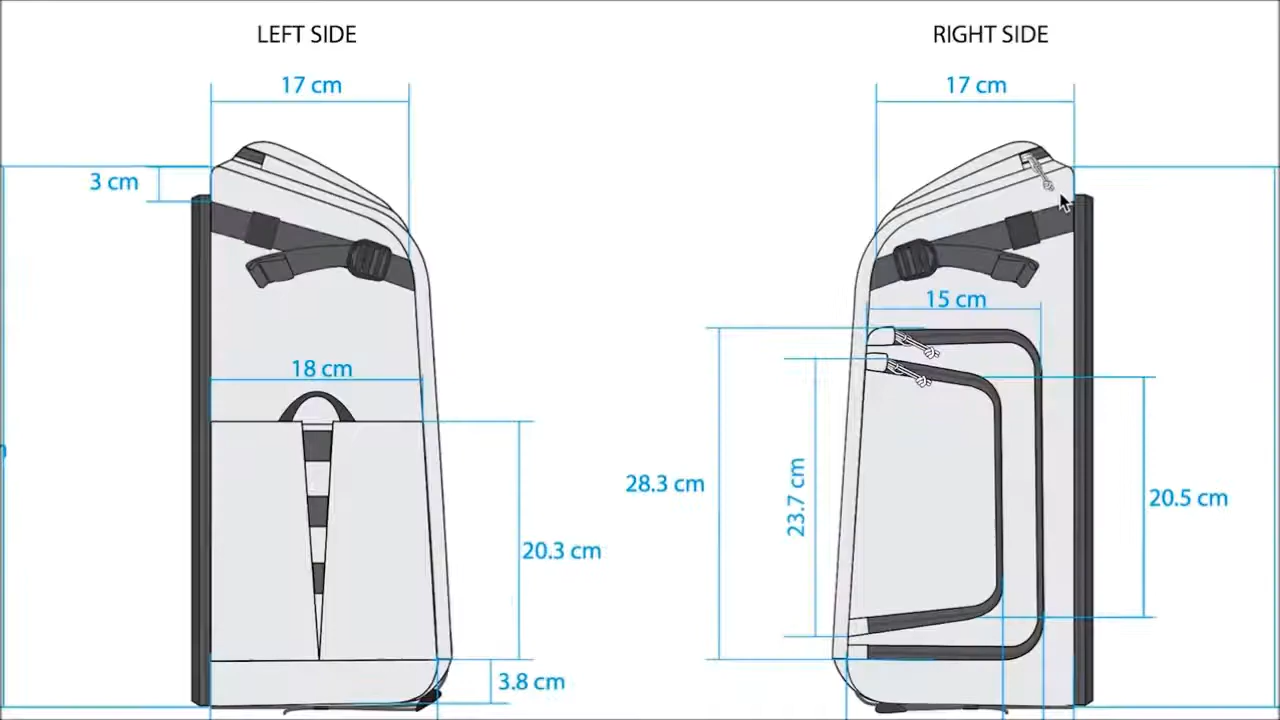 LEFT SIDE
RIGHT SIDE
17 cm
17 cm
3 cm
15 cm
18 cm
28.3 cm
23.7 cm
20.5 cm
20.3 cm
3.8 cm